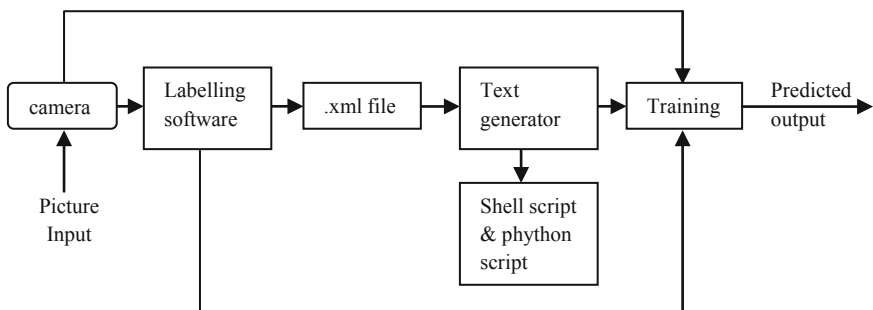 camera
Labelling
software
.xml file
Text
generator
Training
Predicted
output
Picture
Input
Shell script
& phython
script